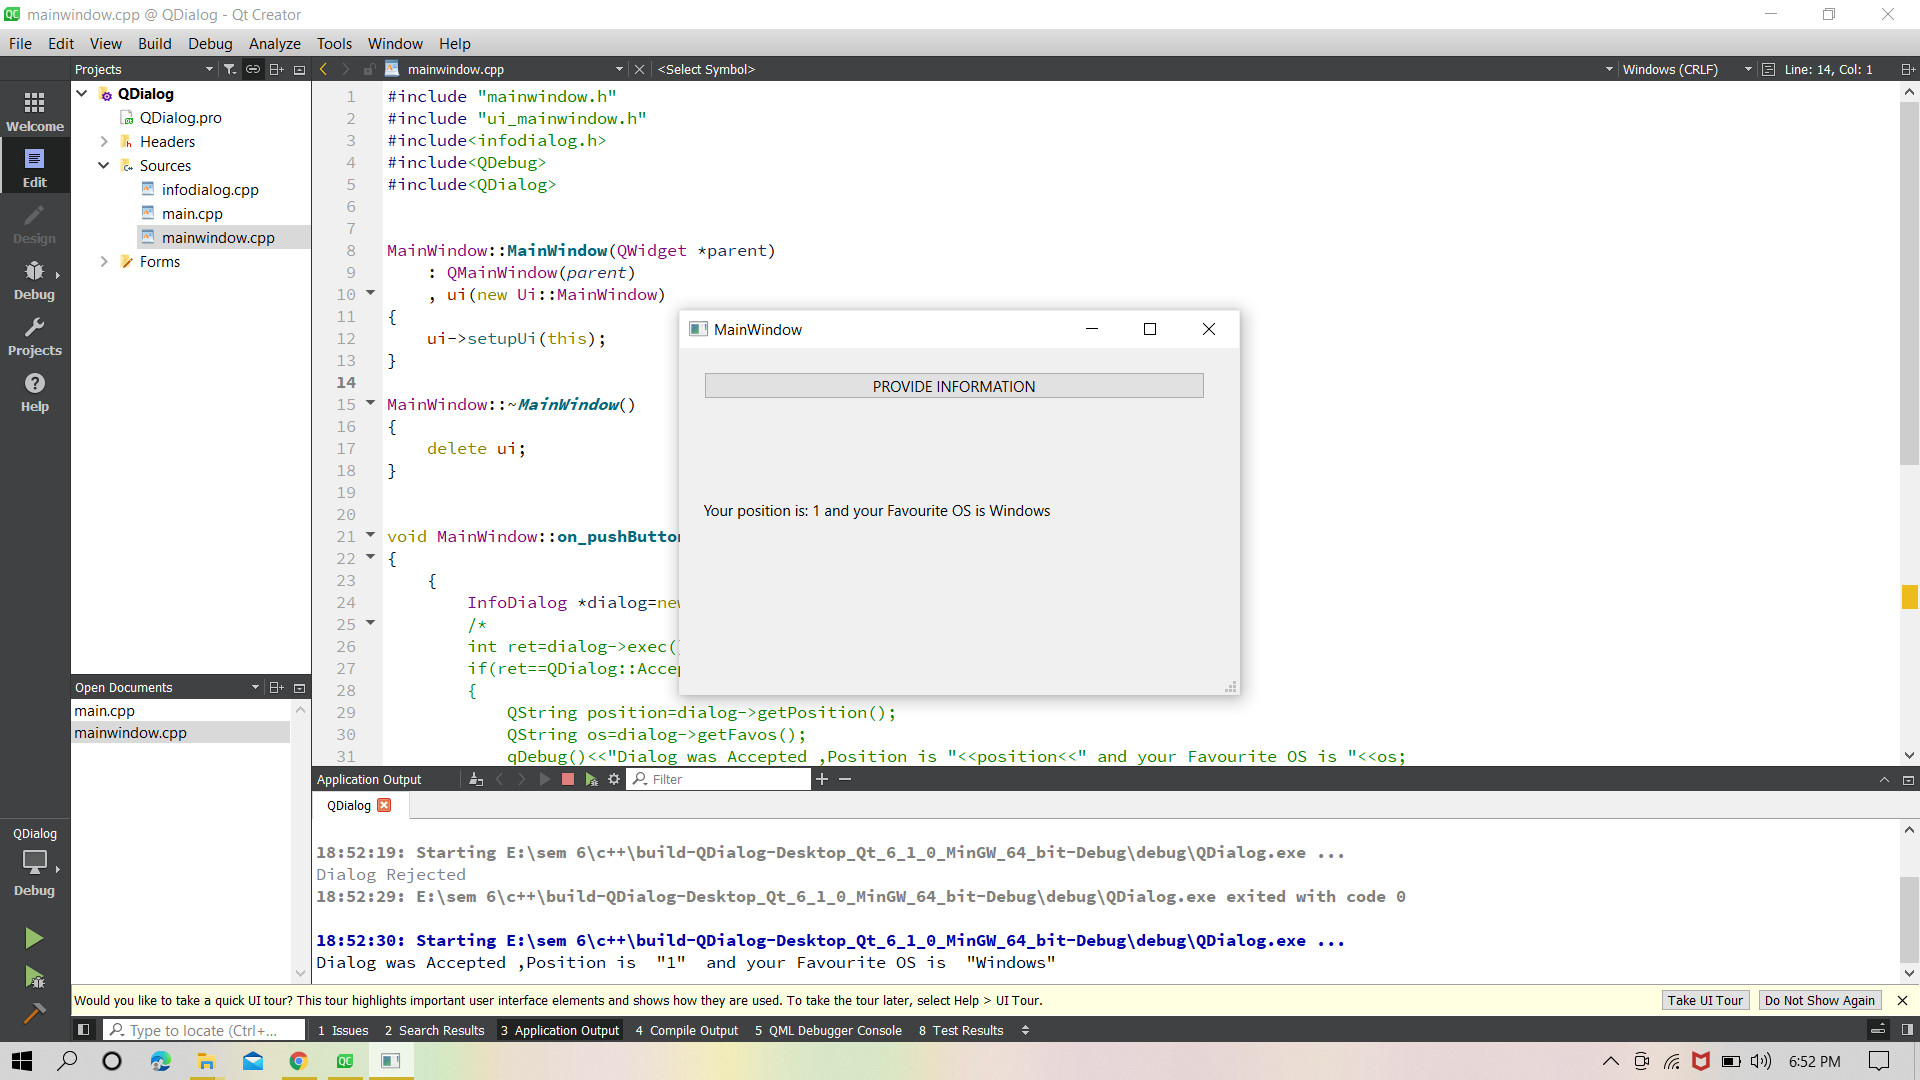 mainwindow.cpp @ QDialog - Qt Creator
File Edit View Build Debug Analyze Tools Window Help
Projects
mainwindow.cpp
<Select Symbol>
Windows (CRLF)
Line: 14, Col: 1
Welcome
Edit
Design
Debug
Projects
Help
QDialog
QDialog.pro
Headers
Sources
infodialog.cpp
main.cpp
mainwindow.cpp
Forms
1 #include "mainwindow.h"
2 #include "ui_mainwindow.h"
3 #include<infodialog.h>
4 #include<QDebug>
5 #include<QDialog>
6
7
8 MainWindow::MainWindow(QWidget *parent)
9 : QMainWindow(parent)
10 , ui(new Ui::MainWindow)
11 {
12 ui->setupUi(this);
13 }
14
15 MainWindow::~MainWindow()
16 {
17 delete ui;
18 }
19
20
21 void MainWindow::on_pushButton
22 {
23 {
24 InfoDialog *dialog=new
25 /*
26 int ret=dialog->exec()
27 if(ret==QDialog::Accep
28 {
29 QString position=dialog->getPosition();
30 QString os=dialog->getFavos();
31 qDebug()<<"Dialog was Accepted ,Position is "<<position<<" and your Favourite OS is "<<os;
MainWindow
PROVIDE INFORMATION
Your position is: 1 and your Favourite OS is Windows
Open Documents
main.cpp
mainwindow.cpp
Application Output
Filter
QDialog
18:52:19: Starting E:\sem 6\c++\build-QDialog-Desktop_Qt_6_1_0_MinGW_64_bit-Debug\debug\QDialog.exe ...
Dialog Rejected
18:52:29: E:\sem 6\c++\build-QDialog-Desktop_Qt_6_1_0_MinGW_64_bit-Debug\debug\QDialog.exe exited with code 0
18:52:30: Starting E:\sem 6\c++\build-QDialog-Desktop_Qt_6_1_0_MinGW_64_bit-Debug\debug\QDialog.exe ...
Dialog was Accepted ,Position is "1" and your Favourite OS is "Windows"
QDialog
Debug
Would you like to take a quick UI tour? This tour highlights important user interface elements and shows how they are used. To take the tour later, select Help > UI Tour.
Take UI Tour
Do Not Show Again
Type to locate (Ctrl+...
1 Issues 2 Search Results 3 Application Output 4 Compile Output 5 QML Debugger Console 8 Test Results
6:52 PM